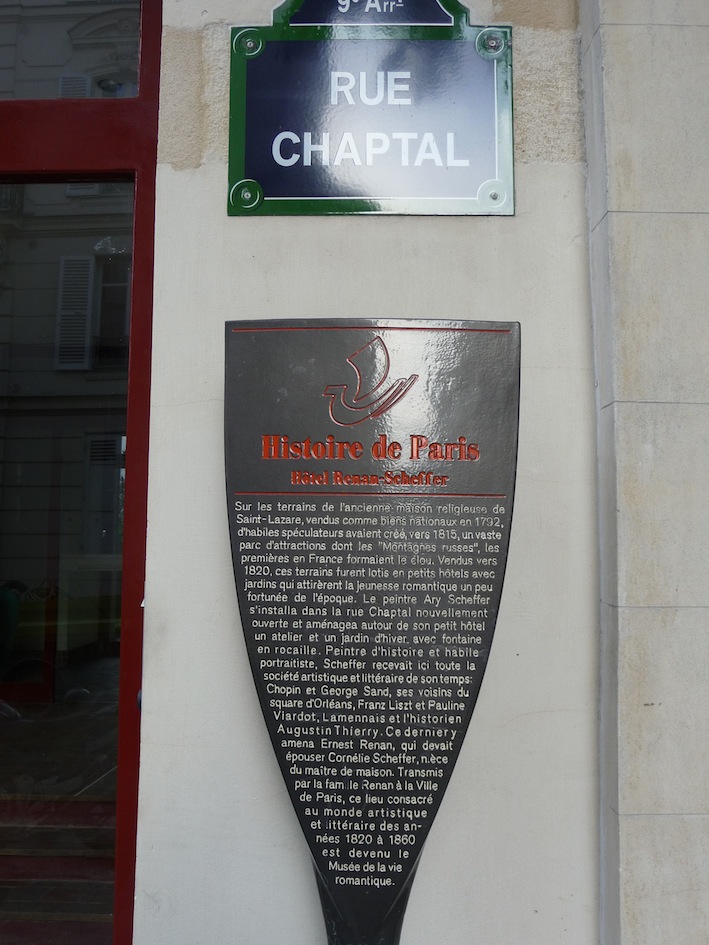 9e Arrt
RUE
CHAPTAL
Histoire de Paris
Hôtel Renan-Scheffer
Sur les terrains de l'ancienne maison religieuse de
Saint-Lazare, vendus comme biens nationaux en 1792,
d'habiles spéculateurs avaient créé, vers 1815, un vaste
parc d'attractions dont les "Montagnes russes", les
premières en France formaient le clou. Vendus vers
1820, ces terrains furent lotis en petits hôtels avec
jardins qui attirèrent la jeunesse romantique un peu
fortunée de l'époque. Le peintre Ary Scheffer
s'installa dans la rue Chaptal nouvellement
ouverte et aménagea autour de son petit hôtel
un atelier et un jardin d'hiver, avec fontaine
en rocaille. Peintre d'histoire et habile
portraitiste, Scheffer recevait ici toute la
société artistique et littéraire de son temps:
Chopin et George Sand, ses voisins du
square d'Orléans, Franz Liszt et Pauline
Viardot, Lamennais et l'historien
Augustin Thierry. Ce dernier y
amena Ernest Renan, qui devait
épouser Cornélie Scheffer, nièce
du maître de maison. Transmis
par la famille Renan à la Ville
de Paris, ce lieu consacré
au monde artistique
et littéraire des an-
nées 1820 à 1860
est devenu le
Musée de la vie
romantique.